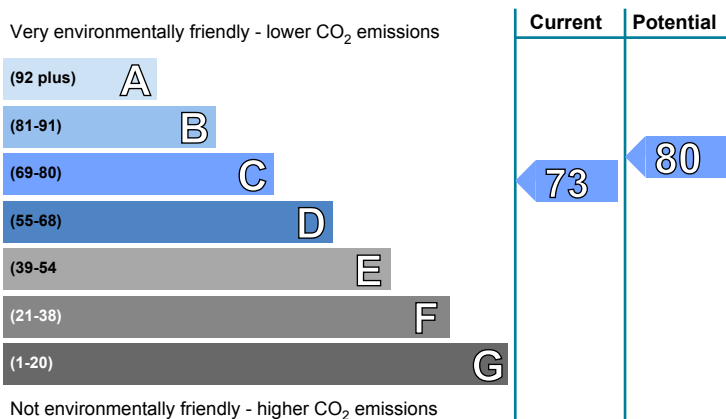 Current Potential
Very environmentally friendly - lower CO2 emissions
(92 plus) A
(81-91) B
80
(69-80) C
73
(55-68) D
(39-54 E
(21-38) F
(1-20) G
Not environmentally friendly - higher CO2 emissions